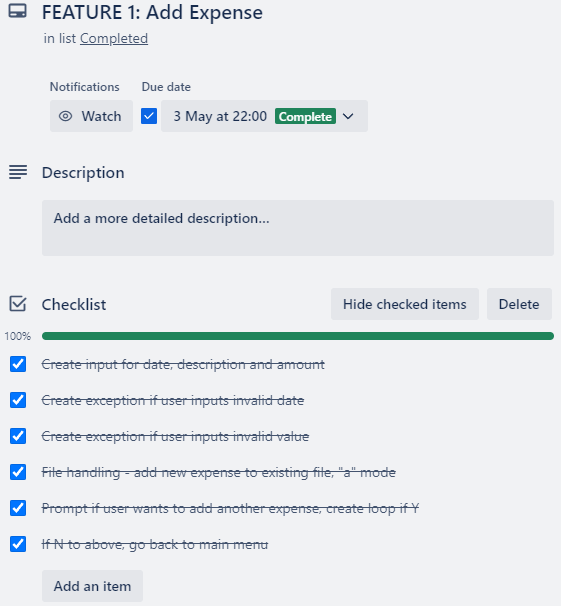 FEATURE 1: Add Expense
in list Completed
Notifications Due date
Watch 3 May at 22:00 Complete
Description
Add a more detailed description...
Checklist Hide checked items Delete
100%
Create input for date, description and amount
Create exception if user inputs invalid date
Create exception if user inputs invalid value
File handling - add new expense to existing file, "a" mode
Prompt if user wants to add another expense, create loop if Y
If N to above, go back to main menu
Add an item